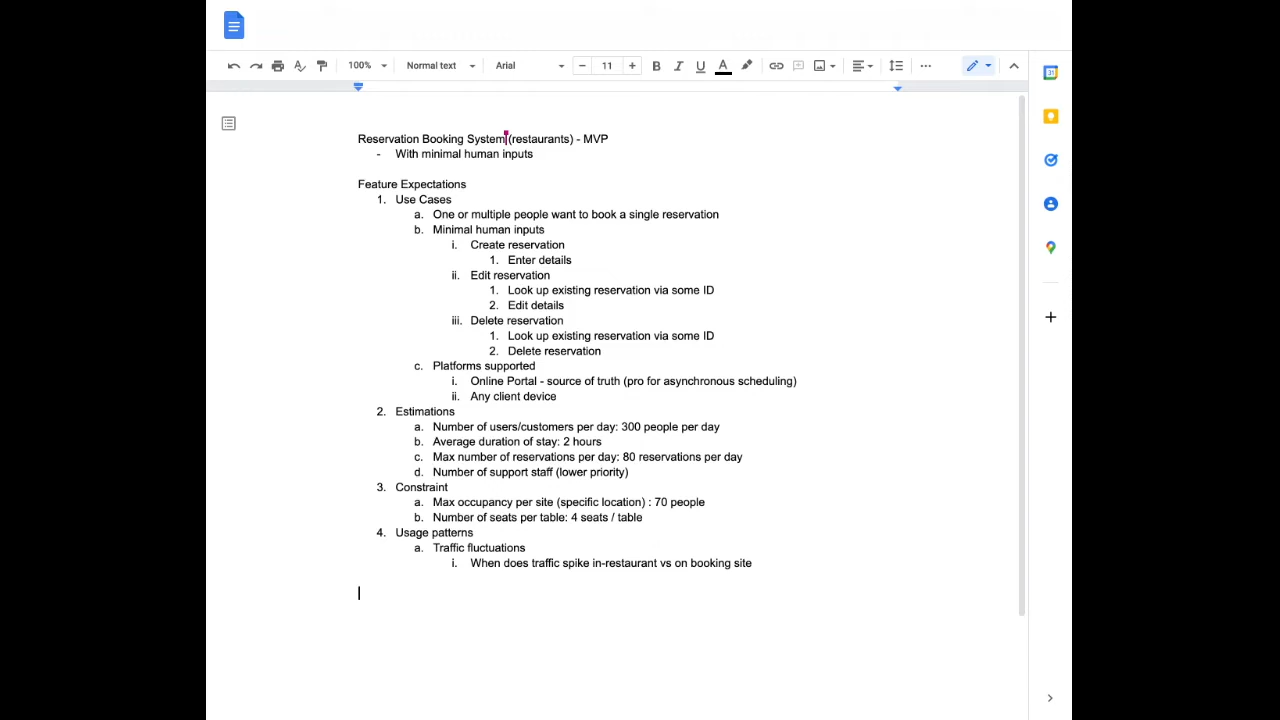 100%
Normal text
Arial
11
Reservation Booking System (restaurants) - MVP
- With minimal human inputs
Feature Expectations
1. Use Cases
a. One or multiple people want to book a single reservation
b. Minimal human inputs
i. Create reservation
1. Enter details
ii. Edit reservation
1. Look up existing reservation via some ID
2. Edit details
iii. Delete reservation
1. Look up existing reservation via some ID
2. Delete reservation
c. Platforms supported
i. Online Portal - source of truth (pro for asynchronous scheduling)
ii. Any client device
2. Estimations
a. Number of users/customers per day: 300 people per day
b. Average duration of stay: 2 hours
c. Max number of reservations per day: 80 reservations per day
d. Number of support staff (lower priority)
3. Constraint
a. Max occupancy per site (specific location) : 70 people
b. Number of seats per table: 4 seats / table
4. Usage patterns
a. Traffic fluctuations
i. When does traffic spike in-restaurant vs on booking site